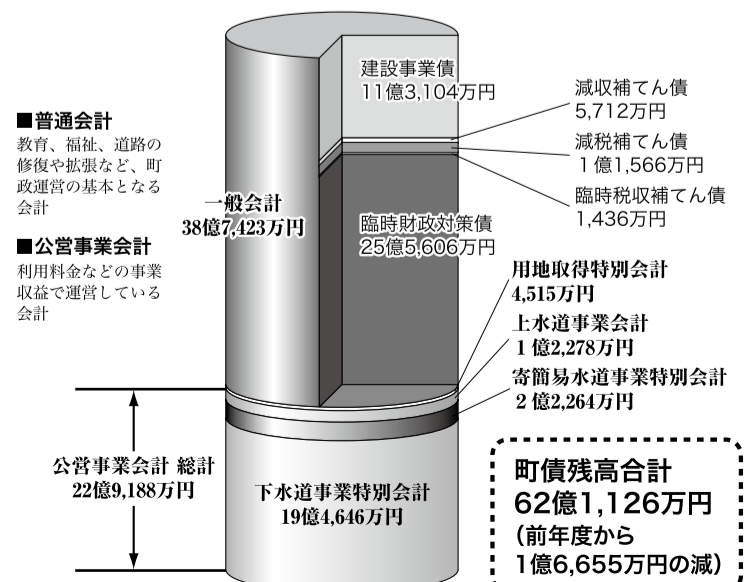 ■普通会計
教育、福祉、道路の
修復や拡張など、町
政運営の基本となる
会計
■公営事業会計
利用料金などの事業
収益で運営している
会計
一般会計
38億7,423万円
建設事業債
11億3,104万円
減収補てん債
5,712万円
減税補てん債
1億1,566万円
臨時税収補てん債
1,436万円
臨時財政対策債
25億5,606万円
用地取得特別会計
4,515万円
上水道事業会計
1億2,278万円
寄簡易水道事業特別会計
2億2,264万円
公営事業会計 総計
22億9,188万円
下水道事業特別会計
19億4,646万円
町債残高合計
62億1,126万円
(前年度から
1億6,655万円の減)